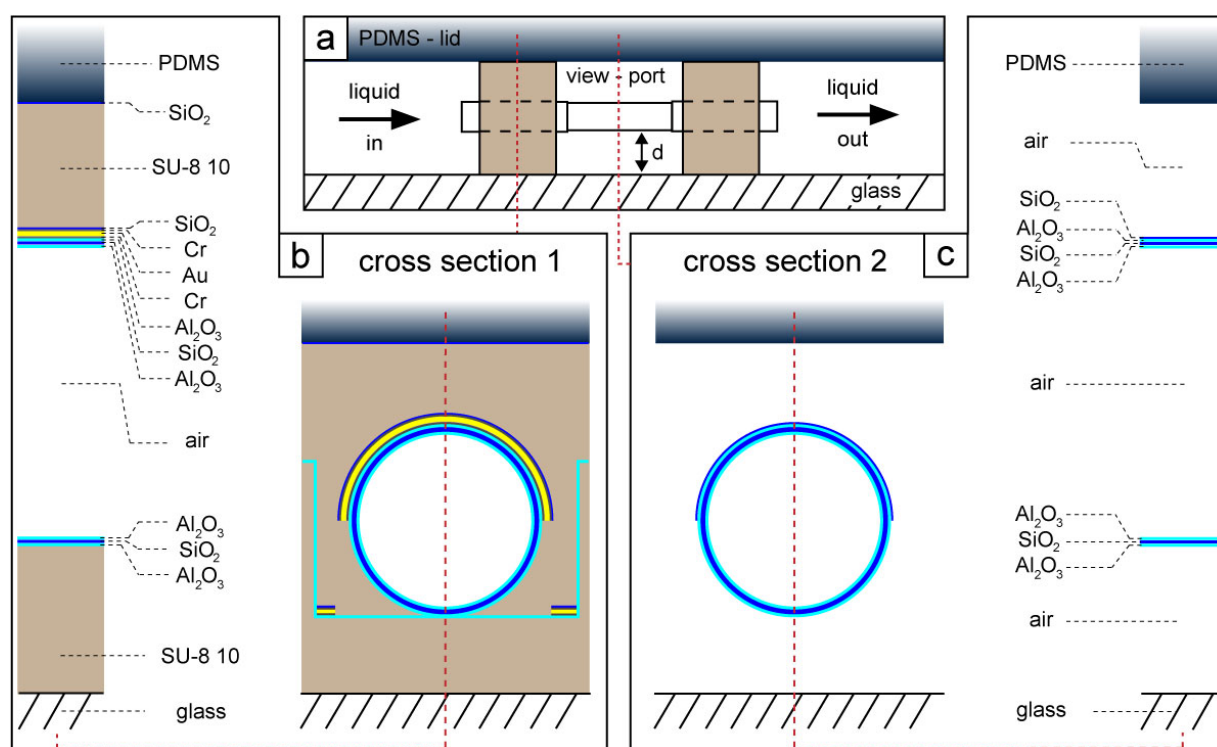 a
PDMS - lid
view - port
liquid
in
liquid
out
d
glass
PDMS
SiO₂
SU-8 10
SiO₂
Cr
Au
Cr
Al₂O₃
SiO₂
Al₂O₃
air
Al₂O₃
SiO₂
Al₂O₃
SU-8 10
glass
b
cross section 1
cross section 2
c
PDMS
air
SiO₂
Al₂O₃
SiO₂
Al₂O₃
air
Al₂O₃
SiO₂
Al₂O₃
air
glass